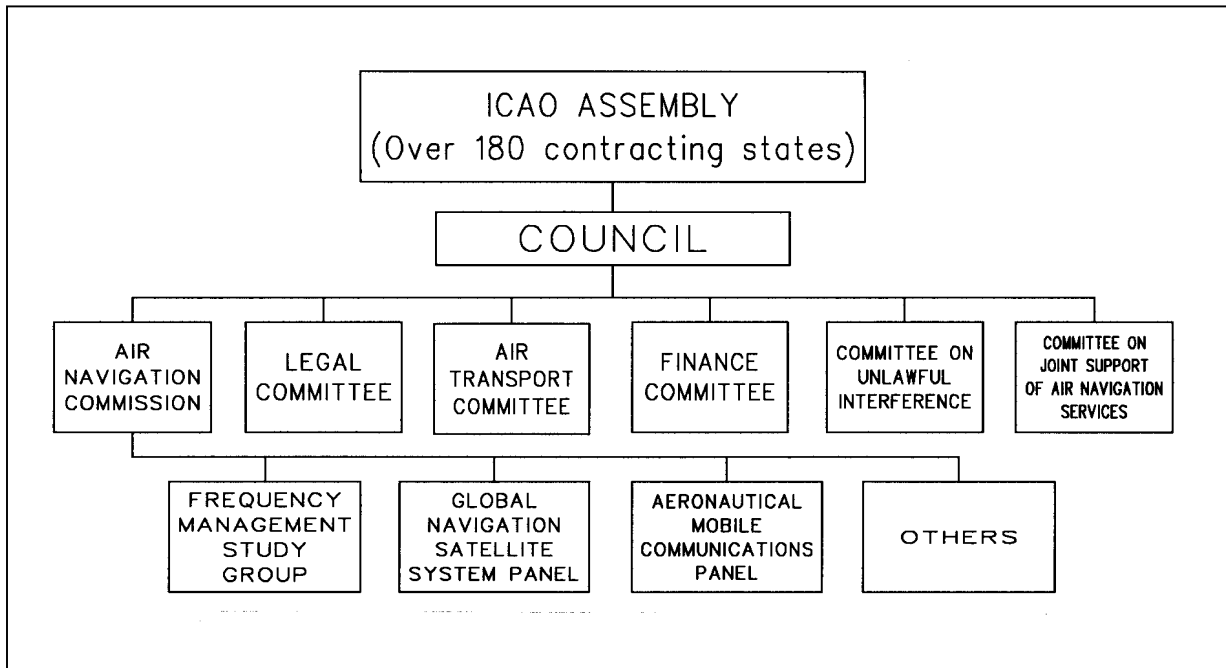 ICAO ASSEMBLY
(Over 180 contracting states)
COUNCIL
AIR
NAVIGATION
COMMISSION
LEGAL
COMMITTEE
AIR
TRANSPORT
COMMITTEE
FINANCE
COMMITTEE
COMMITTEE ON
UNLAWFUL
INTERFERENCE
COMMITTEE ON
JOINT SUPPORT
OF AIR NAVIGATION
SERVICES
FREQUENCY
MANAGEMENT
STUDY
GROUP
GLOBAL
NAVIGATION
SATELLITE
SYSTEM PANEL
AERONAUTICAL
MOBILE
COMMUNICATIONS
PANEL
OTHERS